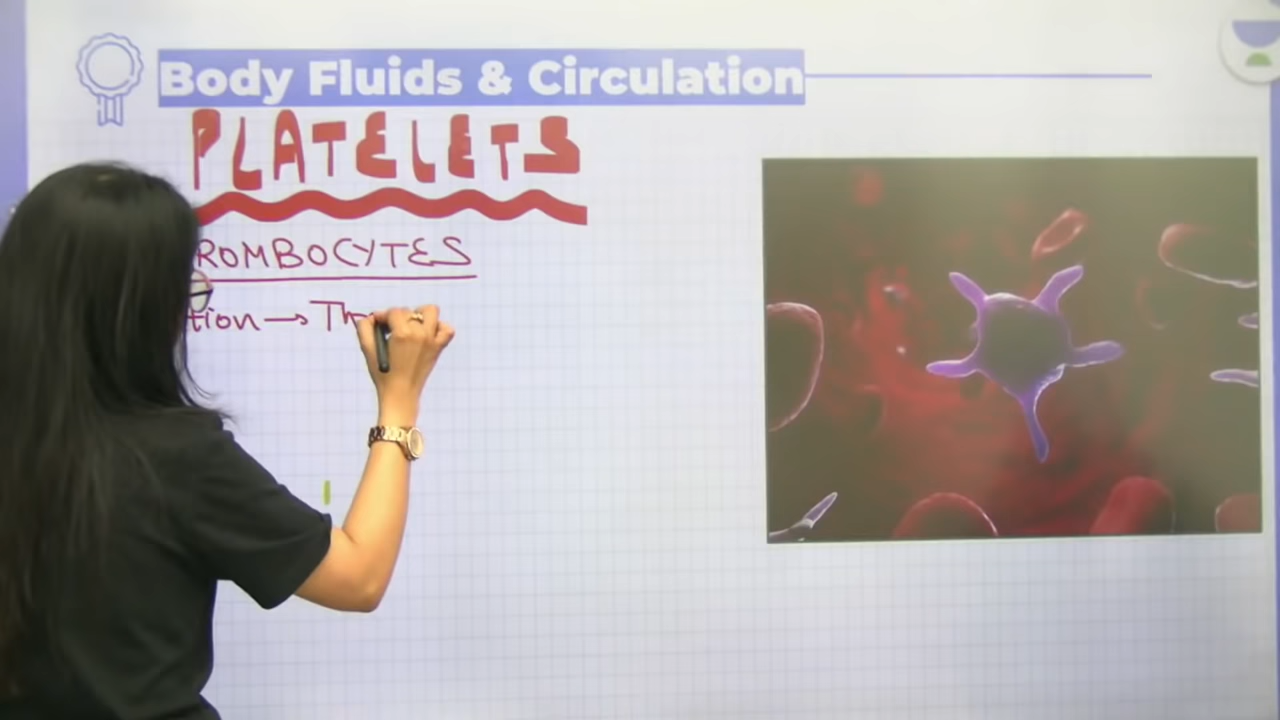 Body Fluids & Circulation
PLATELETS
ROMBOCYTES
tion → Th